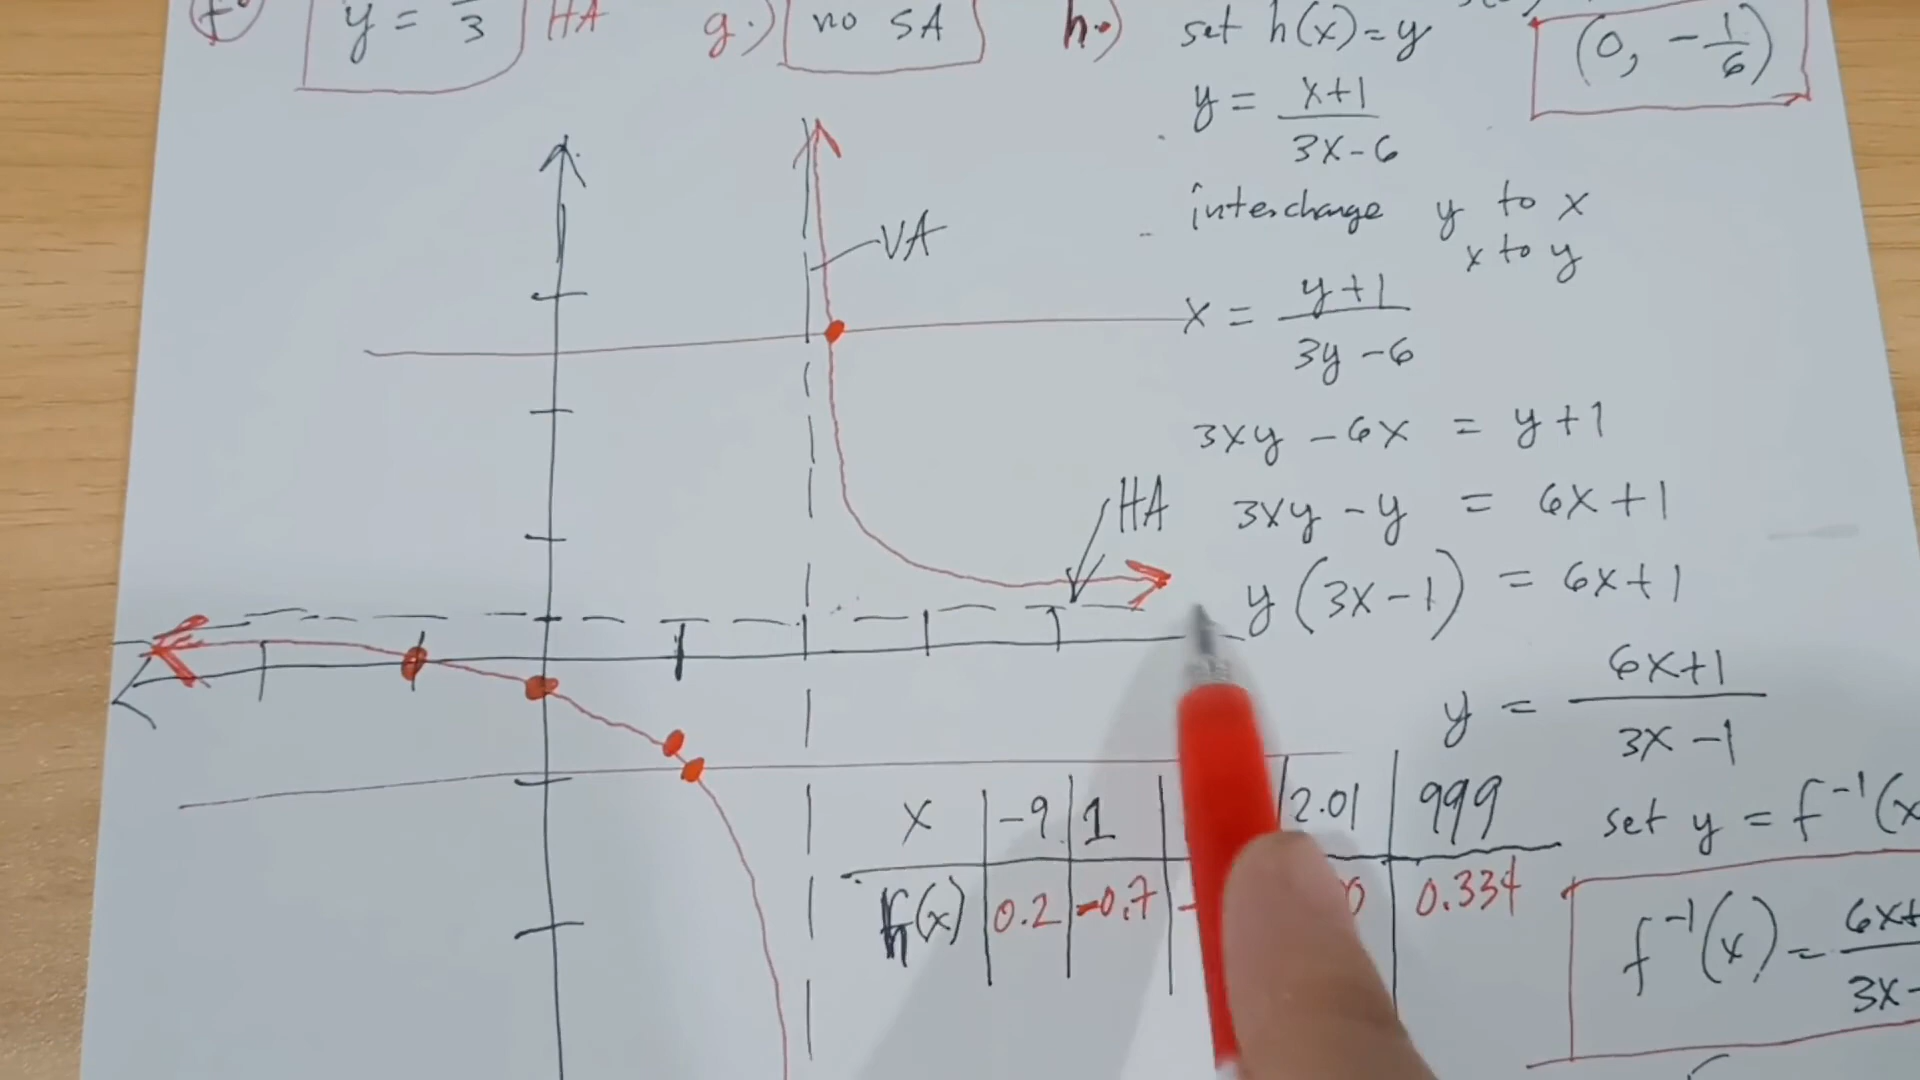 y = /3 HA g.) no SA h.) set h(x)=y
(0, -1/6)
y = x+1 / 3x-6
interchange y to x
x to y
VA
x = y+1 / 3y-6
3xy - 6x = y+1
HA
3xy - y = 6x+1
y(3x-1) = 6x+1
y = 6x+1 / 3x-1
x -9 1 2.01 999
h(x) 0.2 -0.7 0.334
set y = f⁻¹(x
f⁻¹(x) = 6x+ / 3x-